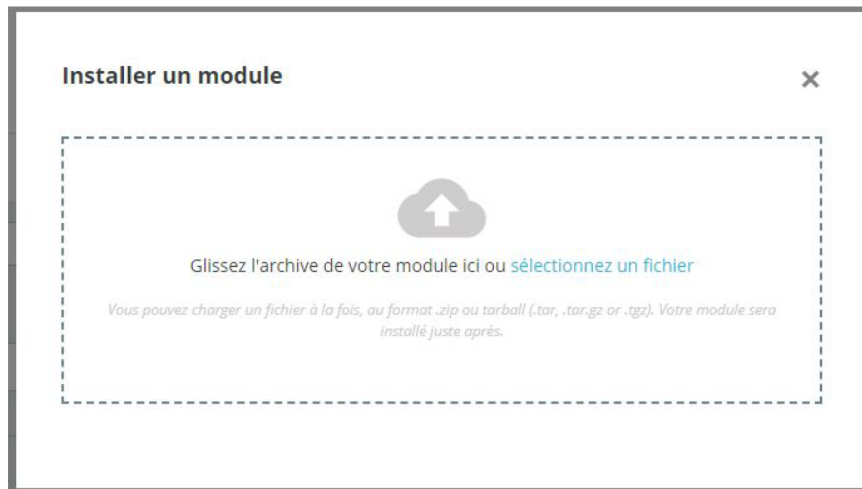 Installer un module
Glissez l'archive de votre module ici ou sélectionnez un fichier
Vous pouvez charger un fichier à la fois, au format .zip ou tarball (.tar, .tar.gz or .tgz). Votre module sera
installé juste après.